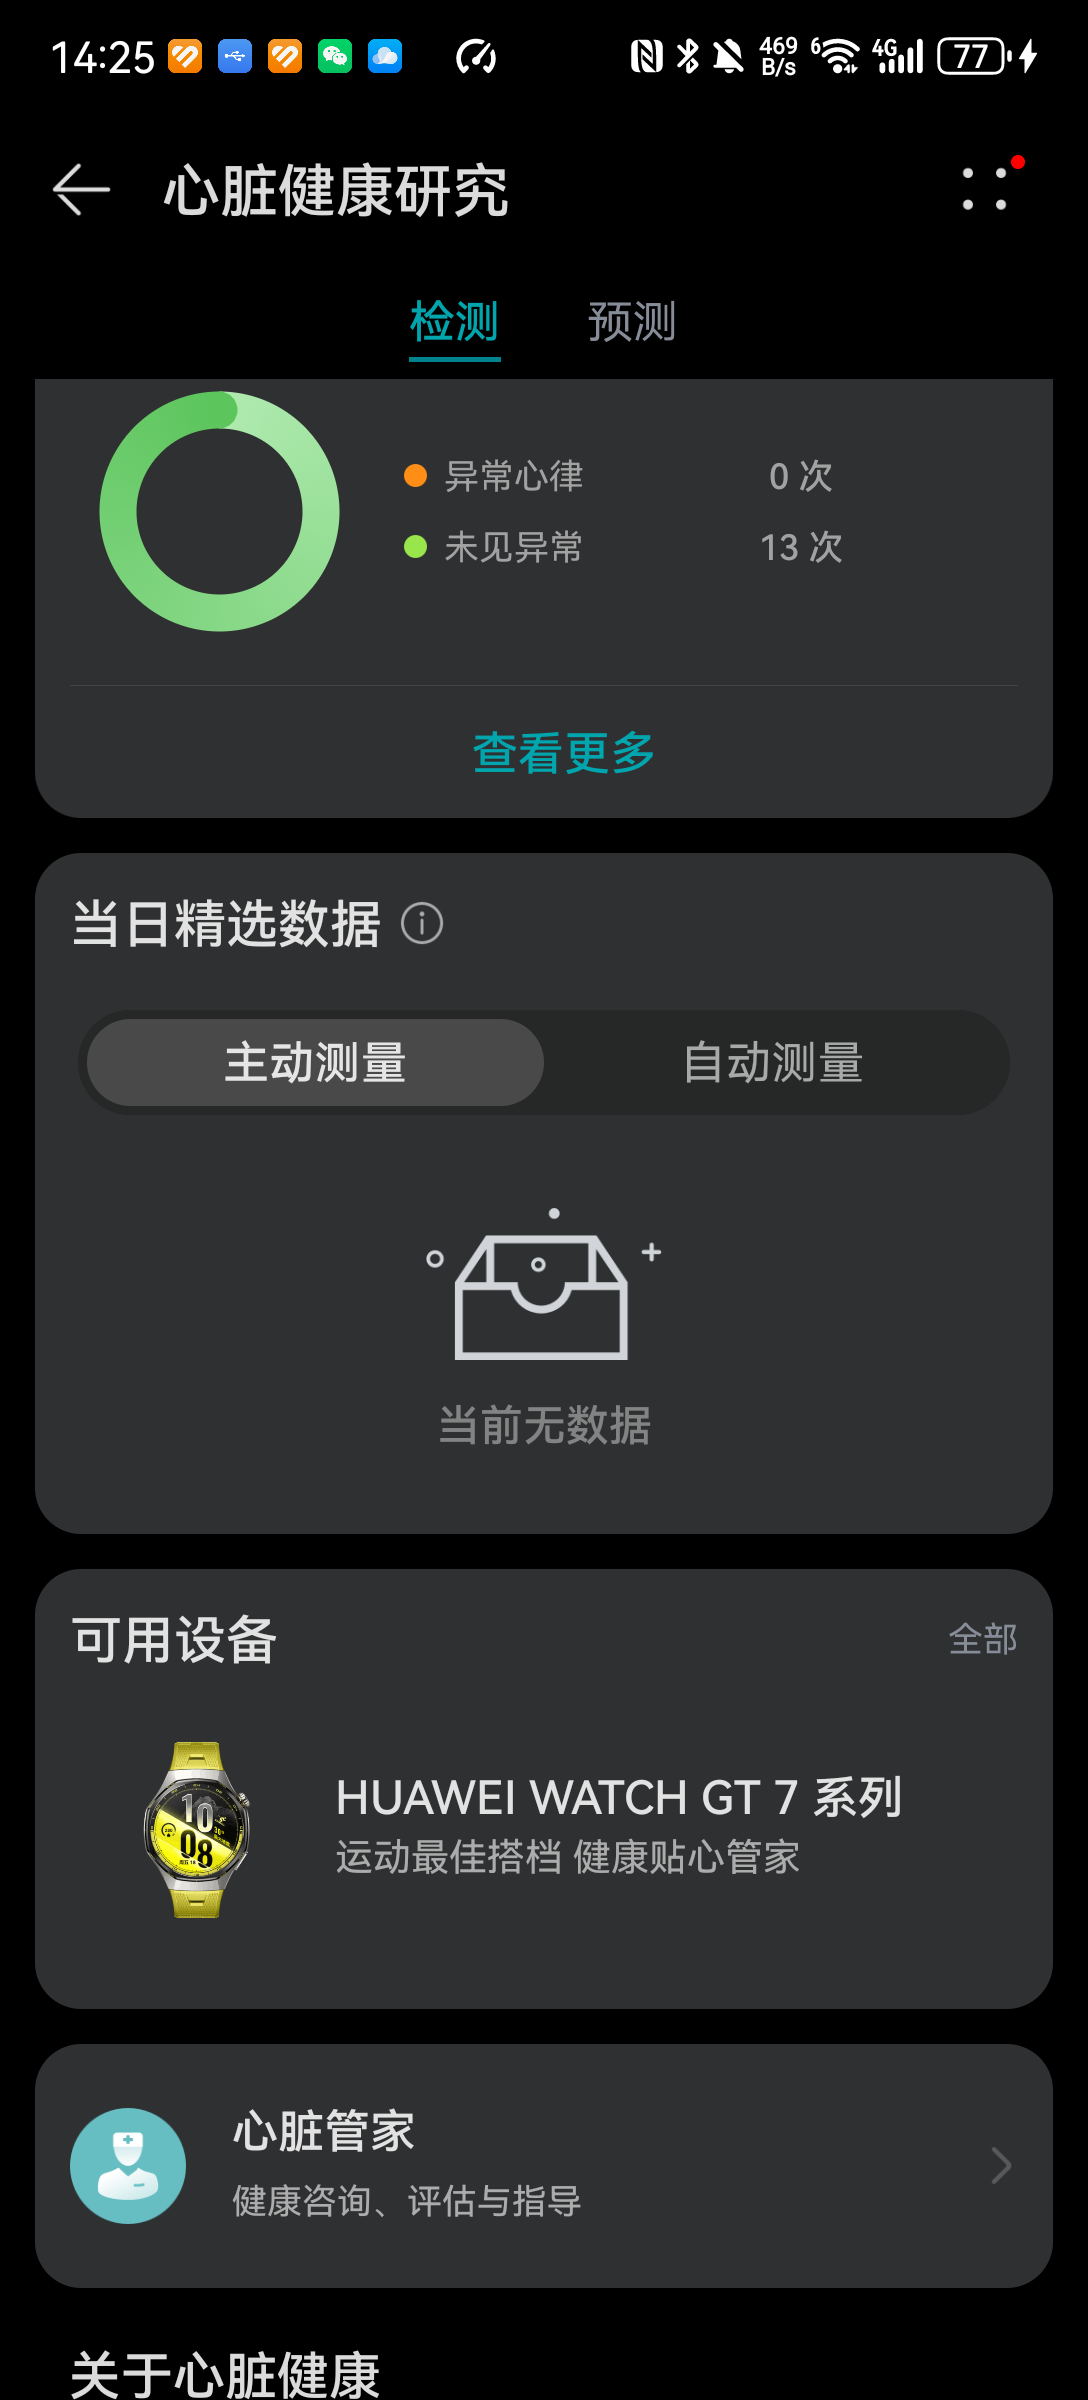 14:25 469 B/s 6 4G 77
心脏健康研究
检测 预测
异常心律 0 次
未见异常 13 次
查看更多
当日精选数据
主动测量 自动测量
当前无数据
可用设备 全部
10
08
HUAWEI WATCH GT 7 系列
运动最佳搭档 健康贴心管家
心脏管家
健康咨询、评估与指导
关于心脏健康